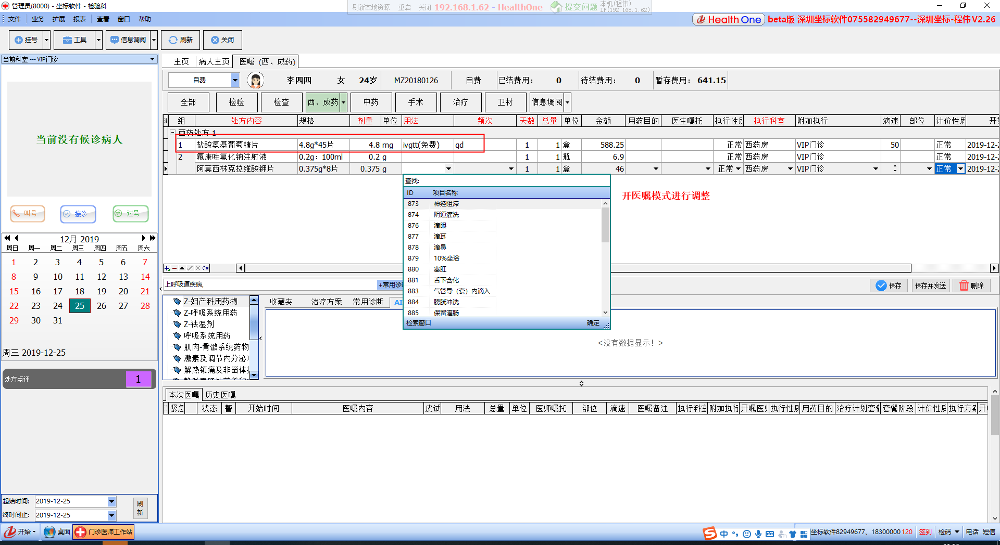 管理员(8000) - 坐标软件 - 检验科
刷新本地资源 重启 关闭 192.168.1.62 - HealthOne 提交问题 本机(程伟) IP(192.168.1.62)
文件 业务 扩展 报表 查看 窗口 帮助
Health One beta版 深圳坐标软件075582949677--深圳坐标-程伟 V2.26
挂号 工具 信息调阅 刷新 关闭
当前科室 --- VIP门诊
当前没有候诊病人
叫号 接诊 过号
12月 2019
周日 周一 周二 周三 周四 周五 周六
1 2 3 4 5 6 7
8 9 10 11 12 13 14
15 16 17 18 19 20 21
22 23 24 25 26 27 28
29 30 31
周三 2019-12-25
处方点评 1
起始时间: 2019-12-25
终时间止: 2019-12-25
刷新
主页 病人主页 医嘱 (西、成药)
自费 李四四 女 24岁 MZ20180126 自费 已结费用: 0 待结费用: 0 暂存费用: 641.15
全部 检验 检查 西、成药 中药 手术 治疗 卫材 信息调阅
组 处方内容 规格 剂量 单位 用法 频次 天数 总量 单位 金额 用药目的 医生嘱托 执行性质 执行科室 附加执行 滴速 部位 计价性质 开
西药处方 1
1 盐酸氨基葡萄糖片 4.8g*45片 4.8 mg ivgtt(免费) qd 1 1 盒 588.25 正常 西药房 VIP门诊 50 正常 2019-12-2
2 氟康唑氯化钠注射液 0.2g: 100ml 0.2 g 1 1 瓶 6.9 正常 西药房 VIP门诊 正常 2019-12-2
阿莫西林克拉维酸钾片 0.375g*8片 0.375 g 1 1 盒 46 正常 西药房 VIP门诊 正常 2019-12-2
查找:
ID 项目名称
873 神经阻滞
874 阴道灌洗
876 滴眼
877 滴耳
878 滴鼻
879 10%坐浴
880 塞肛
881 舌下含化
883 气管导（套）内滴入
884 膀胱冲洗
885 保留灌肠
检索窗口 确定
开医嘱模式进行调整
上呼吸道疾病,
+常用诊
保存 保存并发送 删除
Z-妇产科用药物
Z-呼吸系统用药
Z-祛湿剂
呼吸系统用药
肌肉-骨骼系统药物
激素及调节内分泌
解热镇痛及非甾体
收藏夹 治疗方案 常用诊断 AI
<没有数据显示! >
本次医嘱 历史医嘱
紧急 状态 警 开始时间 医嘱内容 皮试 用法 总量 单位 医师嘱托 部位 滴速 医嘱备注 执行科室 附加执行 开嘱医师 执行性质 用药目的 治疗计划套餐 套餐阶段 计价性质 执行方案 开
开始 桌面 门诊医师工作站
中
坐标软件82949677、18300000120 签到 检码 电话 短信